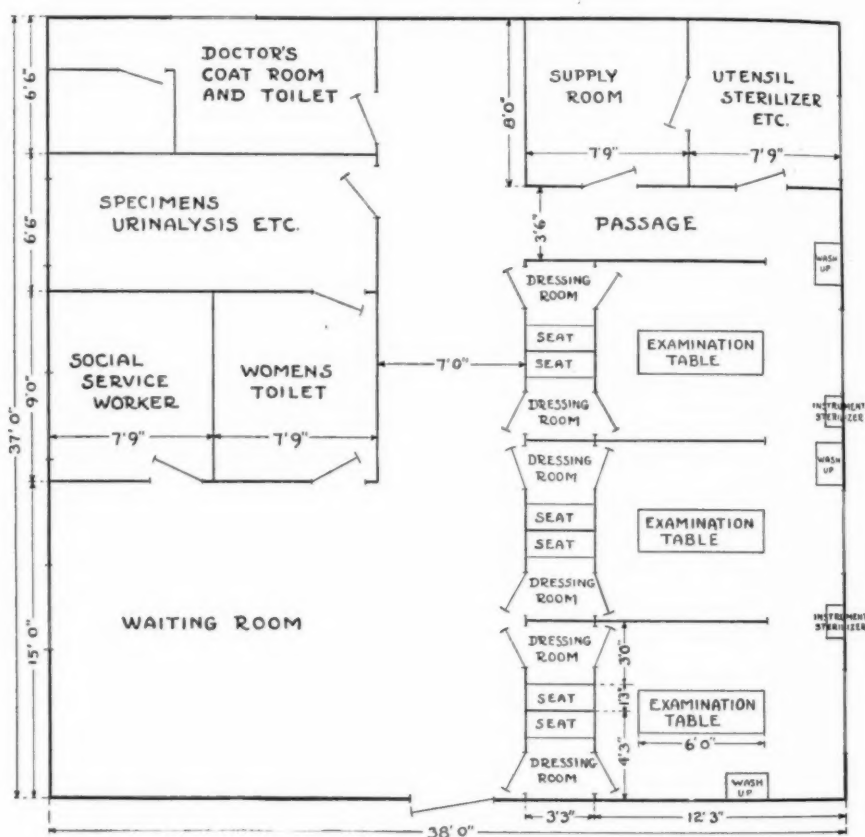 DOCTOR'S
COAT ROOM
AND TOILET
SUPPLY
ROOM
UTENSIL
STERILIZER
ETC.
6'6"
8'0"
7'9"
7'9"
SPECIMENS
URINALYSIS ETC.
6'6"
3'6"
PASSAGE
WASH
UP
DRESSING
ROOM
SEAT
SEAT
DRESSING
ROOM
EXAMINATION
TABLE
SOCIAL
SERVICE
WORKER
WOMENS
TOILET
7'0"
9'0"
7'9"
7'9"
37'0"
INSTRUMENT
STERILIZER
WASH
UP
DRESSING
ROOM
SEAT
SEAT
DRESSING
ROOM
EXAMINATION
TABLE
WAITING ROOM
15'0"
INSTRUMENT
STERILIZER
DRESSING
ROOM
3'0"
SEAT
1'3"
SEAT
4'3"
EXAMINATION
TABLE
6'0"
DRESSING
ROOM
WASH
UP
3'3"
12'3"
38'0"